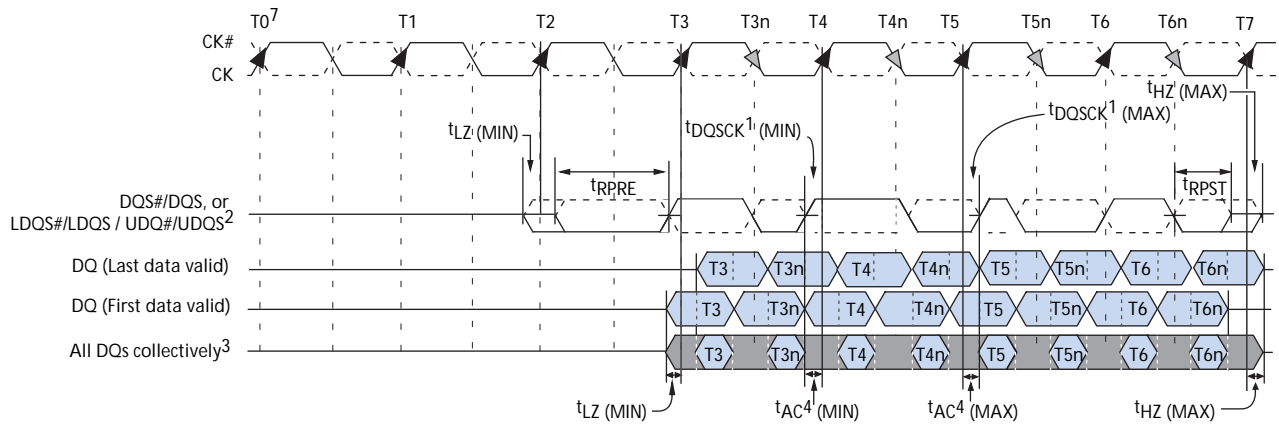 T0⁷ T1 T2 T3 T3n T4 T4n T5 T5n T6 T6n T7
CK#
CK
tHZ (MAX)
tLZ (MIN)
tDQSCK¹ (MIN)
tDQSCK¹ (MAX)
tRPRE
tRPST
DQS#/DQS, or
LDQS#/LDQS / UDQ#/UDQS²
DQ (Last data valid)
T3 T3n T4 T4n T5 T5n T6 T6n
DQ (First data valid)
T3 T3n T4 T4n T5 T5n T6 T6n
All DQs collectively³
T3 T3n T4 T4n T5 T5n T6 T6n
tLZ (MIN)
tAC⁴ (MIN)
tAC⁴ (MAX)
tHZ (MAX)